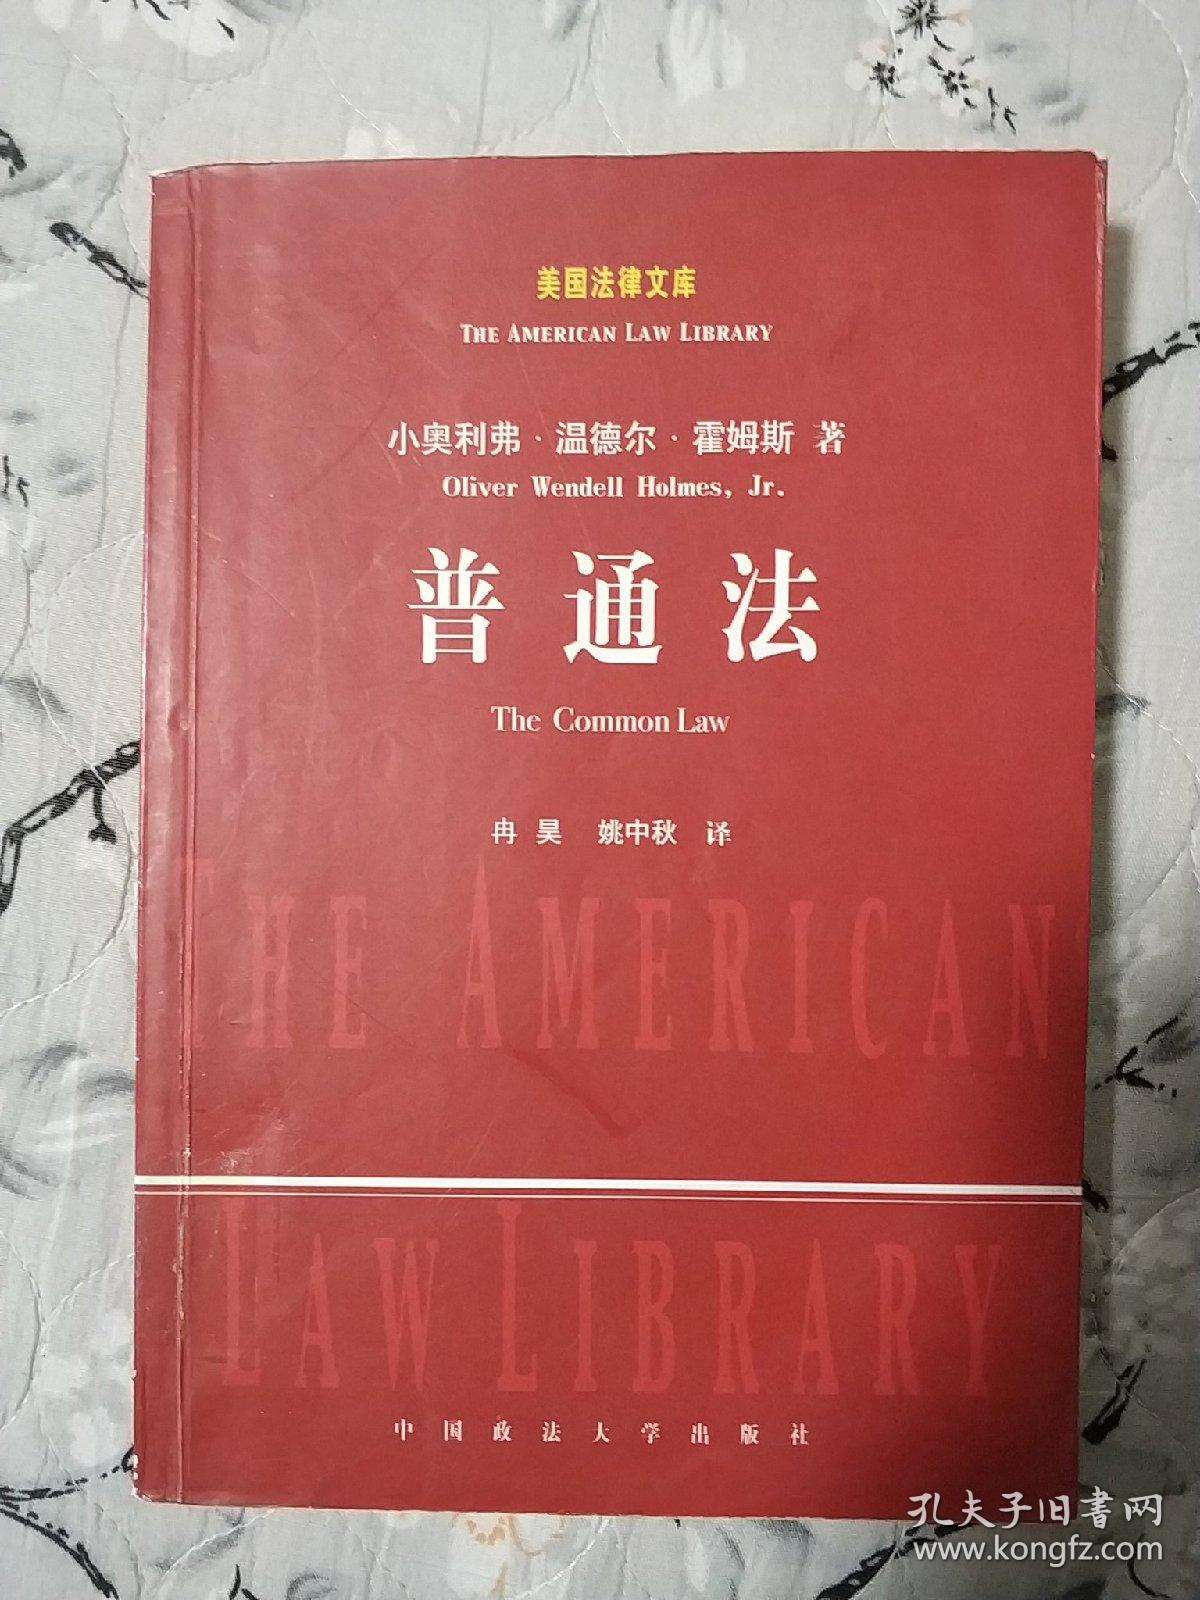 美国法律文库
THE AMERICAN LAW LIBRARY
小奥利弗·温德尔·霍姆斯 著
Oliver Wendell Holmes, Jr.
普通法
The Common Law
冉昊 姚中秋 译
THE AMERICAN
LAW LIBRARY
中国政法大学出版社
孔夫子旧书网
www.kongfz.com